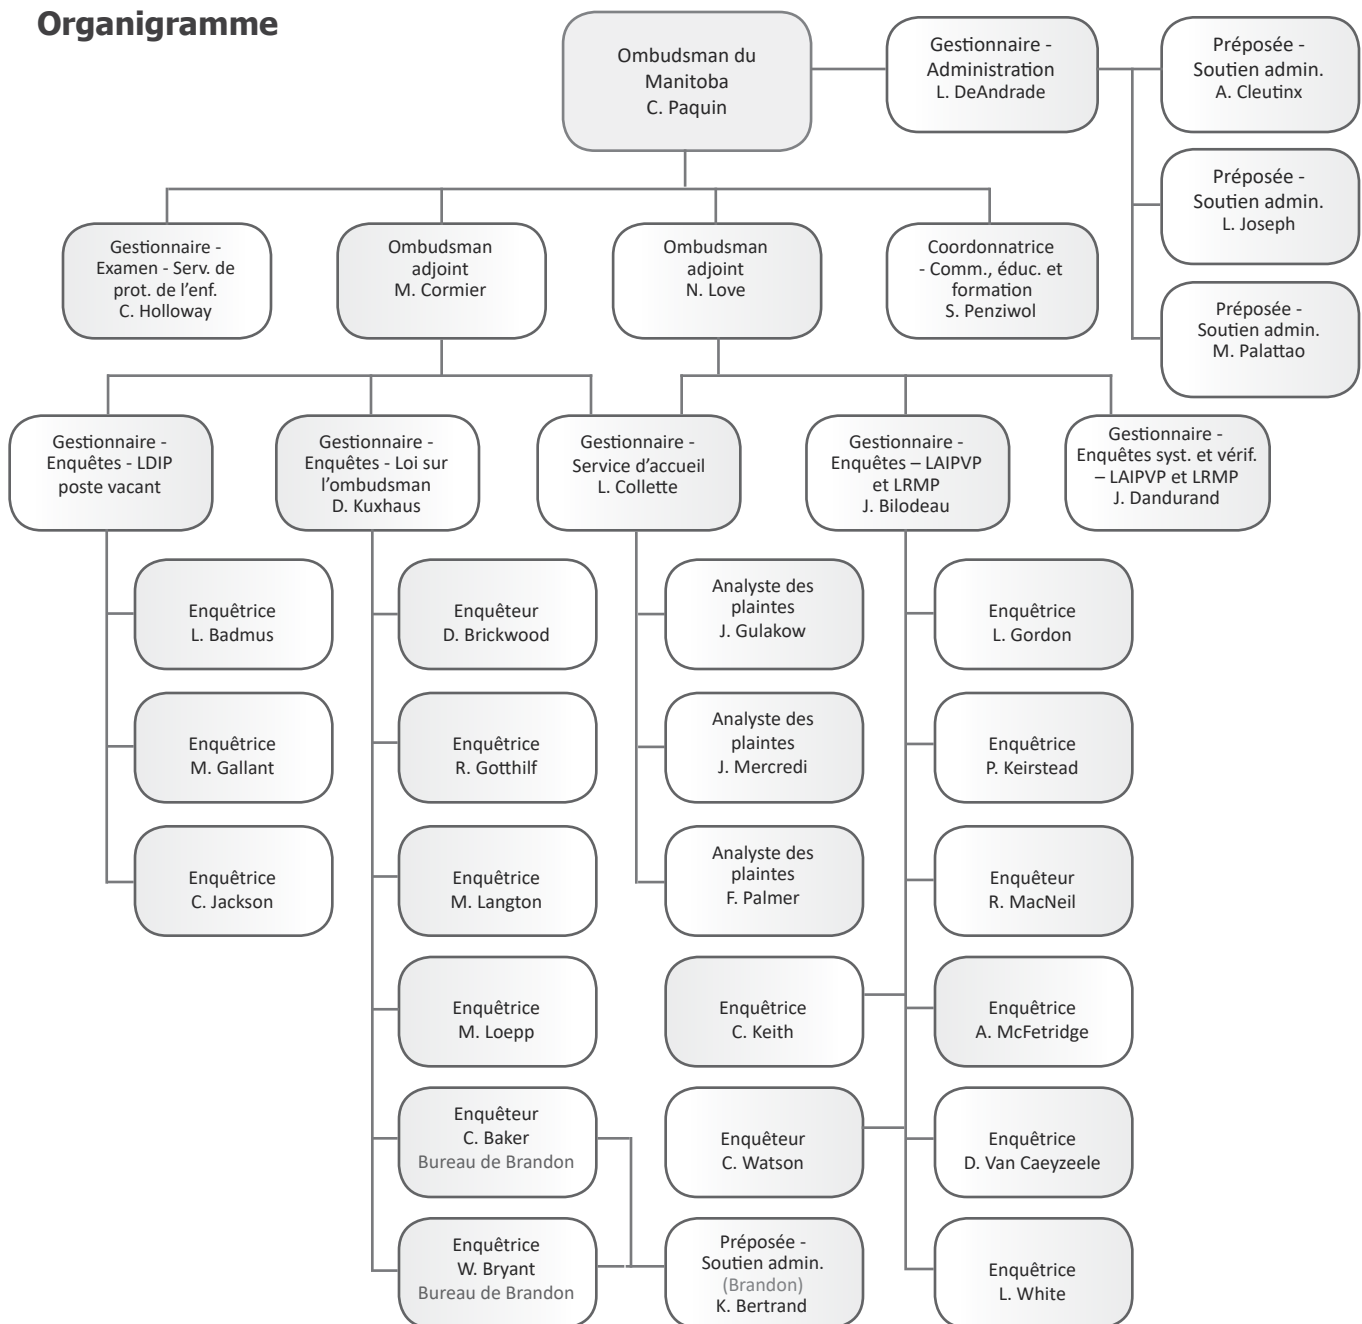 Organigramme
Ombudsman du
Manitoba
C. Paquin
Gestionnaire -
Administration
L. DeAndrade
Préposée -
Soutien admin.
A. Cleutinx
Préposée -
Soutien admin.
L. Joseph
Préposée -
Soutien admin.
M. Palattao
Gestionnaire -
Examen - Serv. de
prot. de l’enf.
C. Holloway
Ombudsman
adjoint
M. Cormier
Ombudsman
adjoint
N. Love
Coordonnatrice
- Comm., éduc. et
formation
S. Penziwol
Gestionnaire -
Enquêtes - LDIP
poste vacant
Gestionnaire -
Enquêtes - Loi sur
l’ombudsman
D. Kuxhaus
Gestionnaire -
Service d’accueil
L. Collette
Gestionnaire -
Enquêtes – LAIPVP
et LRMP
J. Bilodeau
Gestionnaire -
Enquêtes syst. et vérif.
– LAIPVP et LRMP
J. Dandurand
Enquêtrice
L. Badmus
Enquêteur
D. Brickwood
Analyste des
plaintes
J. Gulakow
Enquêtrice
L. Gordon
Enquêtrice
M. Gallant
Enquêtrice
R. Gotthilf
Analyste des
plaintes
J. Mercredi
Enquêtrice
P. Keirstead
Enquêtrice
C. Jackson
Enquêtrice
M. Langton
Analyste des
plaintes
F. Palmer
Enquêteur
R. MacNeil
Enquêtrice
M. Loepp
Enquêtrice
C. Keith
Enquêtrice
A. McFetridge
Enquêteur
C. Baker
Bureau de Brandon
Enquêteur
C. Watson
Enquêtrice
D. Van Caeyzeele
Enquêtrice
W. Bryant
Bureau de Brandon
Préposée -
Soutien admin.
(Brandon)
K. Bertrand
Enquêtrice
L. White